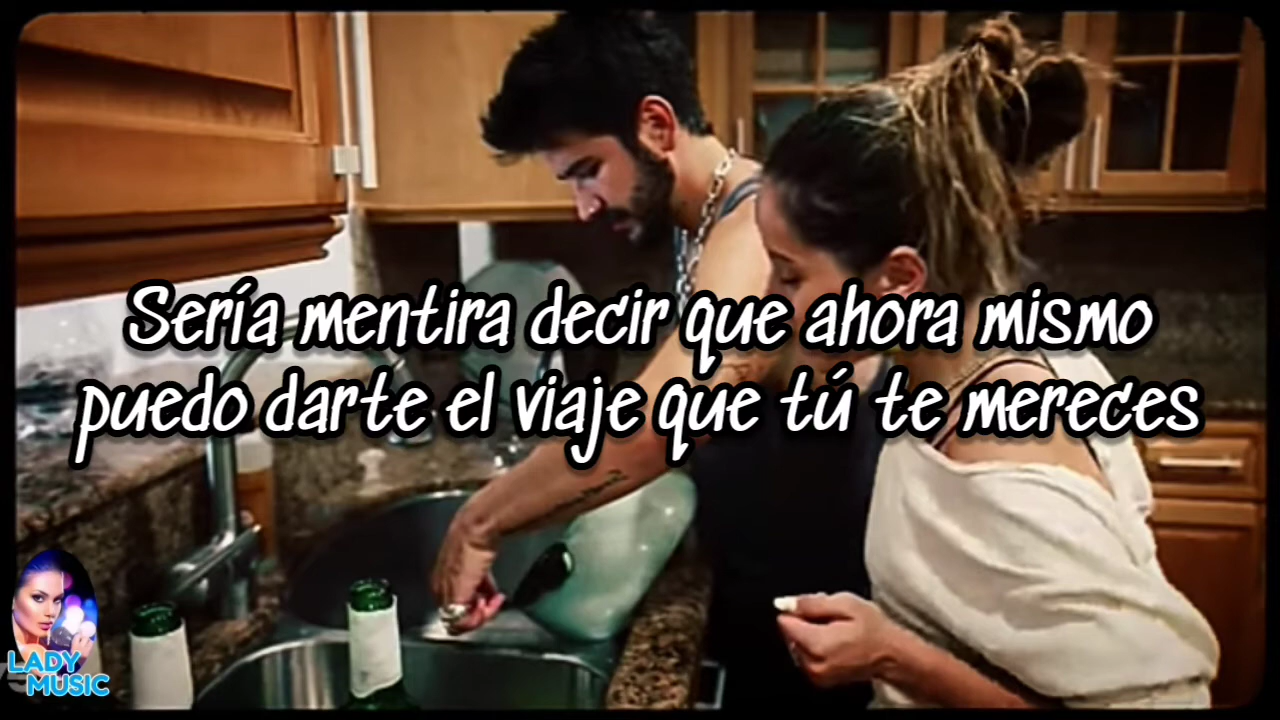 Sería mentira decir que ahora mismo
puedo darte el viaje que tú te mereces
LADY
MUSIC